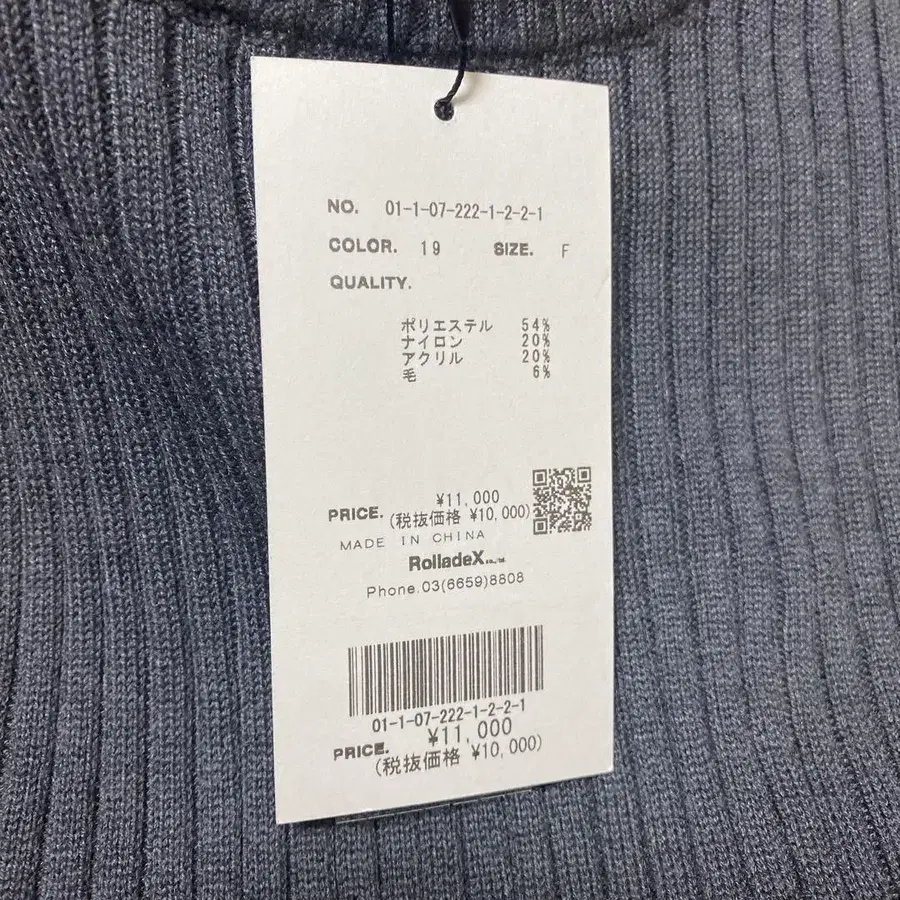 NO. 01-1-07-222-1-2-2-1
COLOR. 19 SIZE. F
QUALITY.
ポリエステル 54%
ナイロン 20%
アクリル 20%
毛 6%
¥11,000
PRICE. (税抜価格 ¥10,000)
MADE IN CHINA
RolladeX
Phone.03(6659)8808
01-1-07-222-1-2-2-1
¥11,000
PRICE. (税抜価格 ¥10,000)